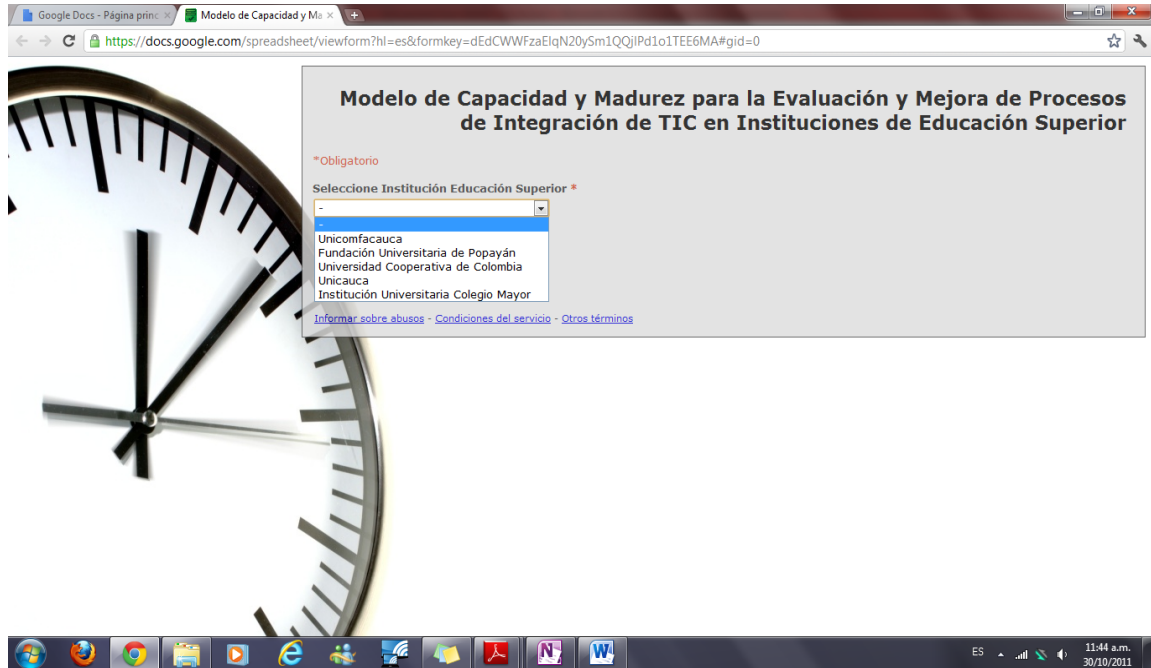 Google Docs - Página princ
Modelo de Capacidad y Ma
https://docs.google.com/spreadsheet/viewform?hl=es&formkey=dEdCWWFzaElqN20ySm1QQjlPd1o1TEE6MA#gid=0
Modelo de Capacidad y Madurez para la Evaluación y Mejora de Procesos
de Integración de TIC en Instituciones de Educación Superior
*Obligatorio
Seleccione Institución Educación Superior *
-
-
Unicomfacauca
Fundación Universitaria de Popayán
Universidad Cooperativa de Colombia
Unicauca
Institución Universitaria Colegio Mayor
Informar sobre abusos - Condiciones del servicio - Otros términos
ES
11:44 a.m.
30/10/2011